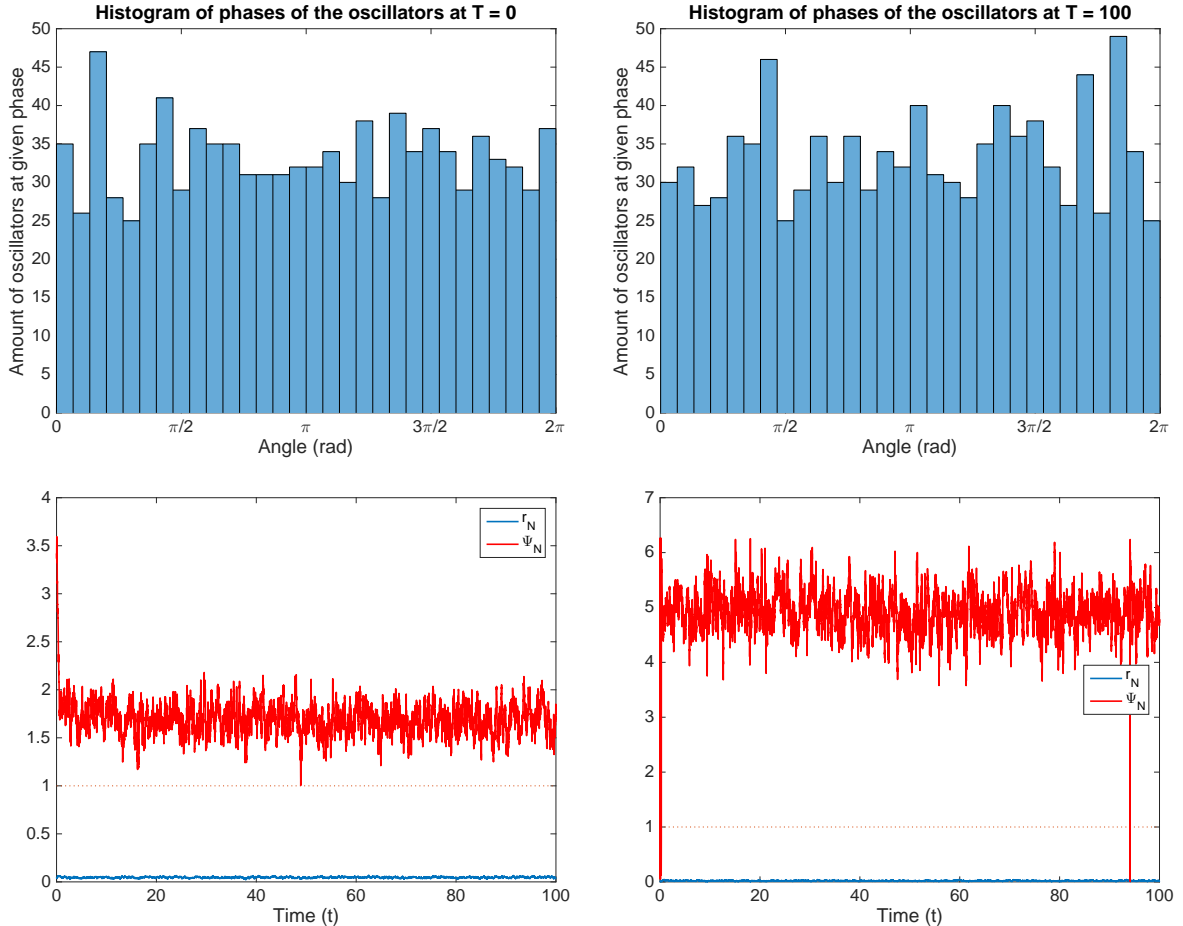 Histogram of phases of the oscillators at T = 0
Amount of oscillators at given phase
50
45
40
35
30
25
20
15
10
5
0
0 π/2 π 3π/2 2π
Angle (rad)
Histogram of phases of the oscillators at T = 100
Amount of oscillators at given phase
50
45
40
35
30
25
20
15
10
5
0
0 π/2 π 3π/2 2π
Angle (rad)
4
3.5
3
2.5
2
1.5
1
0.5
0
r_N
Ψ_N
0 20 40 60 80 100
Time (t)
7
6
5
4
3
2
1
0
r_N
Ψ_N
0 20 40 60 80 100
Time (t)